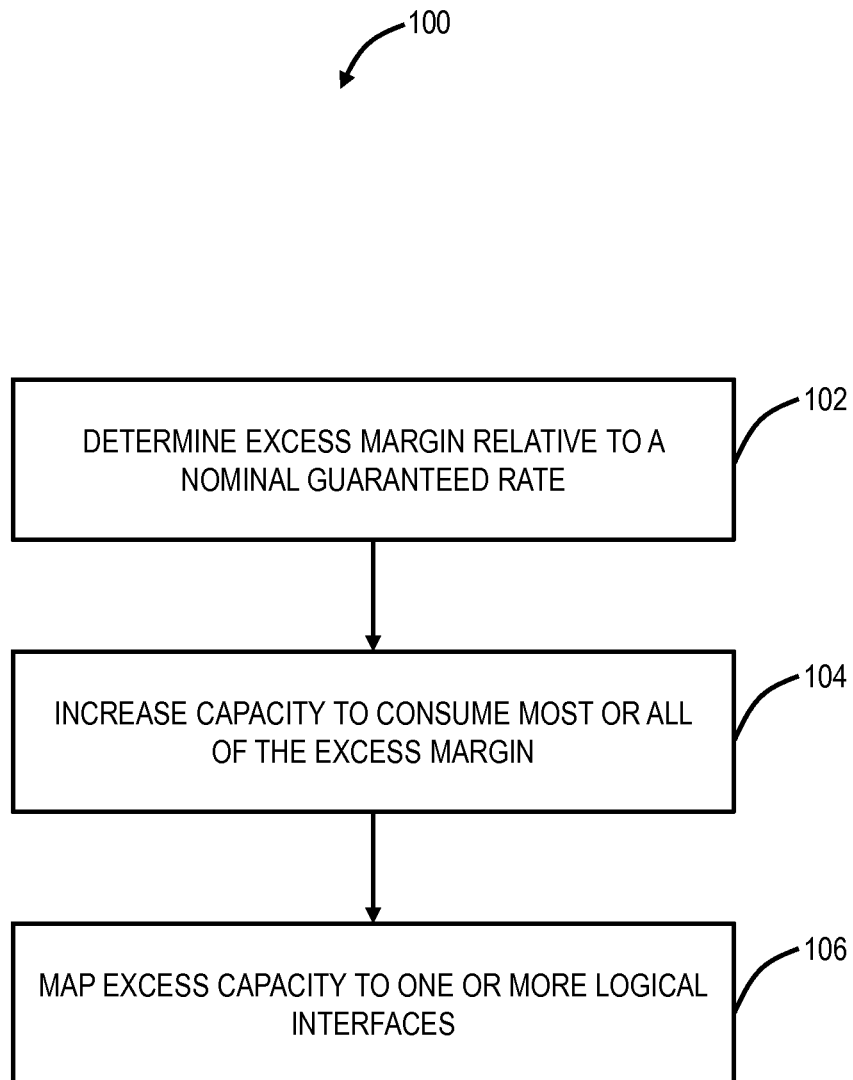 100
DETERMINE EXCESS MARGIN RELATIVE TO A
NOMINAL GUARANTEED RATE
102
INCREASE CAPACITY TO CONSUME MOST OR ALL
OF THE EXCESS MARGIN
104
MAP EXCESS CAPACITY TO ONE OR MORE LOGICAL
INTERFACES
106